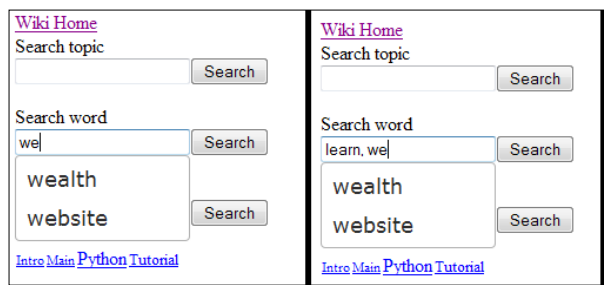 Wiki Home
Search topic
Search
Search word
we Search
wealth
website
Search
Intro Main Python Tutorial
Wiki Home
Search topic
Search
Search word
learn, we Search
wealth
website
Search
Intro Main Python Tutorial